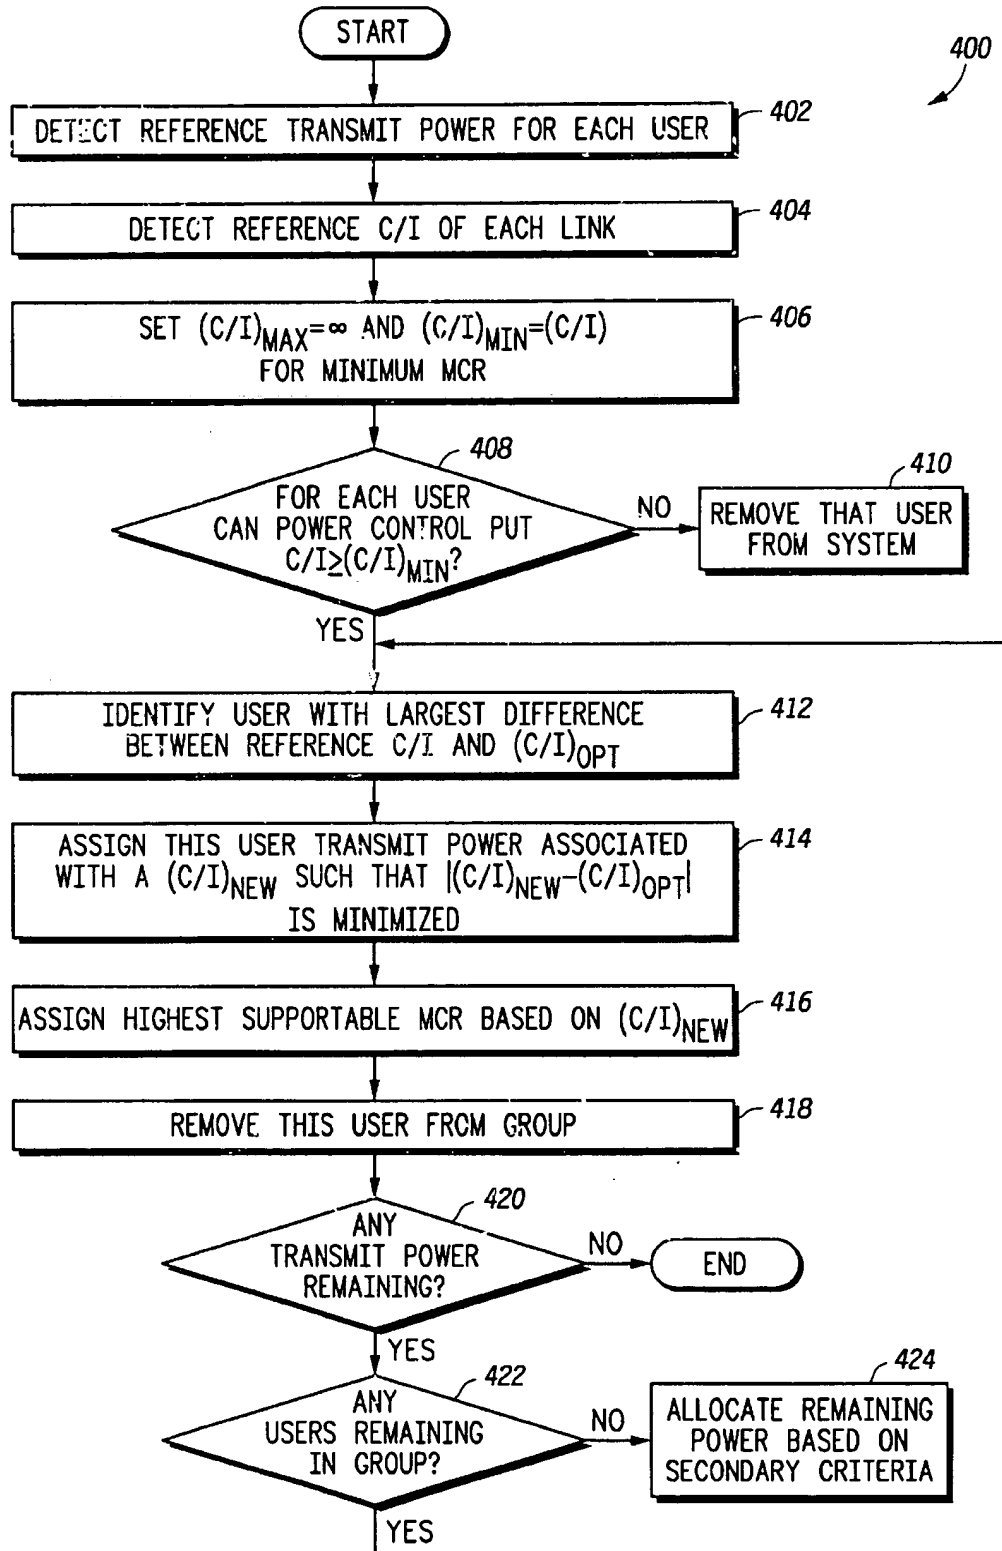 START
400
DETECT REFERENCE TRANSMIT POWER FOR EACH USER
402
DETECT REFERENCE C/I OF EACH LINK
404
SET (C/I)MAX=∞ AND (C/I)MIN=(C/I)
FOR MINIMUM MCR
406
408
FOR EACH USER
CAN POWER CONTROL PUT
C/I≥(C/I)MIN?
NO
410
REMOVE THAT USER
FROM SYSTEM
YES
IDENTIFY USER WITH LARGEST DIFFERENCE
BETWEEN REFERENCE C/I AND (C/I)OPT
412
ASSIGN THIS USER TRANSMIT POWER ASSOCIATED
WITH A (C/I)NEW SUCH THAT |(C/I)NEW-(C/I)OPT|
IS MINIMIZED
414
ASSIGN HIGHEST SUPPORTABLE MCR BASED ON (C/I)NEW
416
REMOVE THIS USER FROM GROUP
418
420
ANY
TRANSMIT POWER
REMAINING?
NO
END
YES
422
ANY
USERS REMAINING
IN GROUP?
NO
424
ALLOCATE REMAINING
POWER BASED ON
SECONDARY CRITERIA
YES